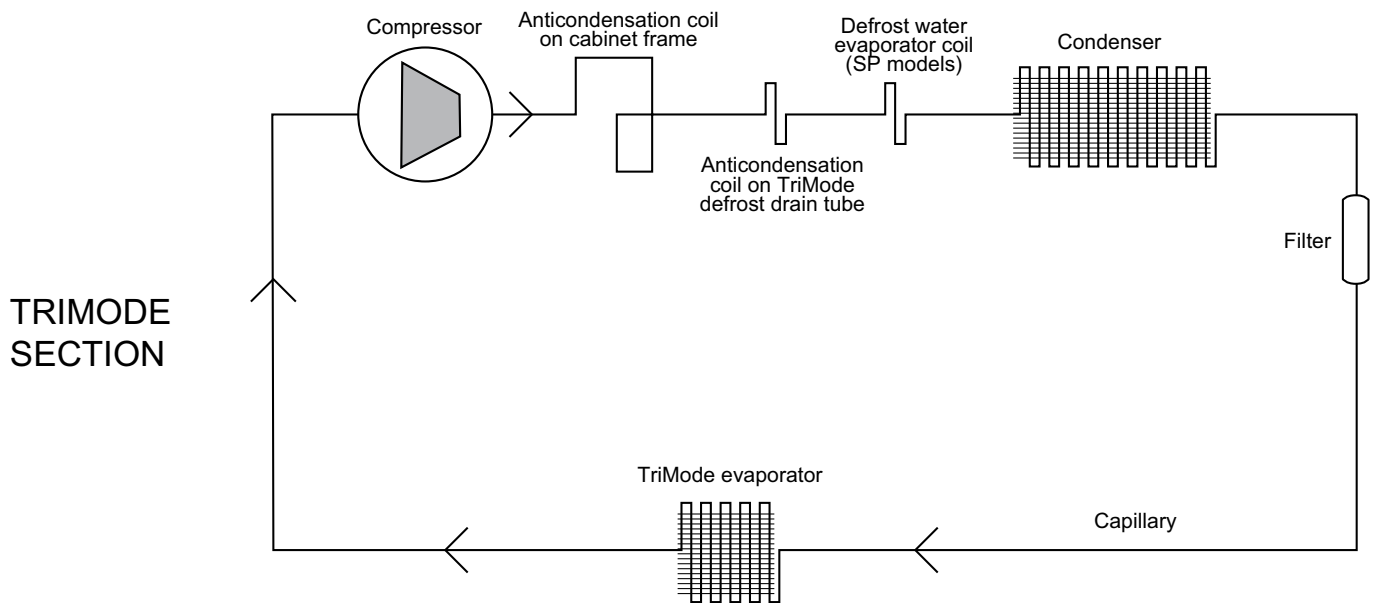 Compressor
Anticondensation coil
on cabinet frame
Defrost water
evaporator coil
(SP models)
Condenser
Anticondensation
coil on TriMode
defrost drain tube
Filter
TRIMODE
SECTION
TriMode evaporator
Capillary